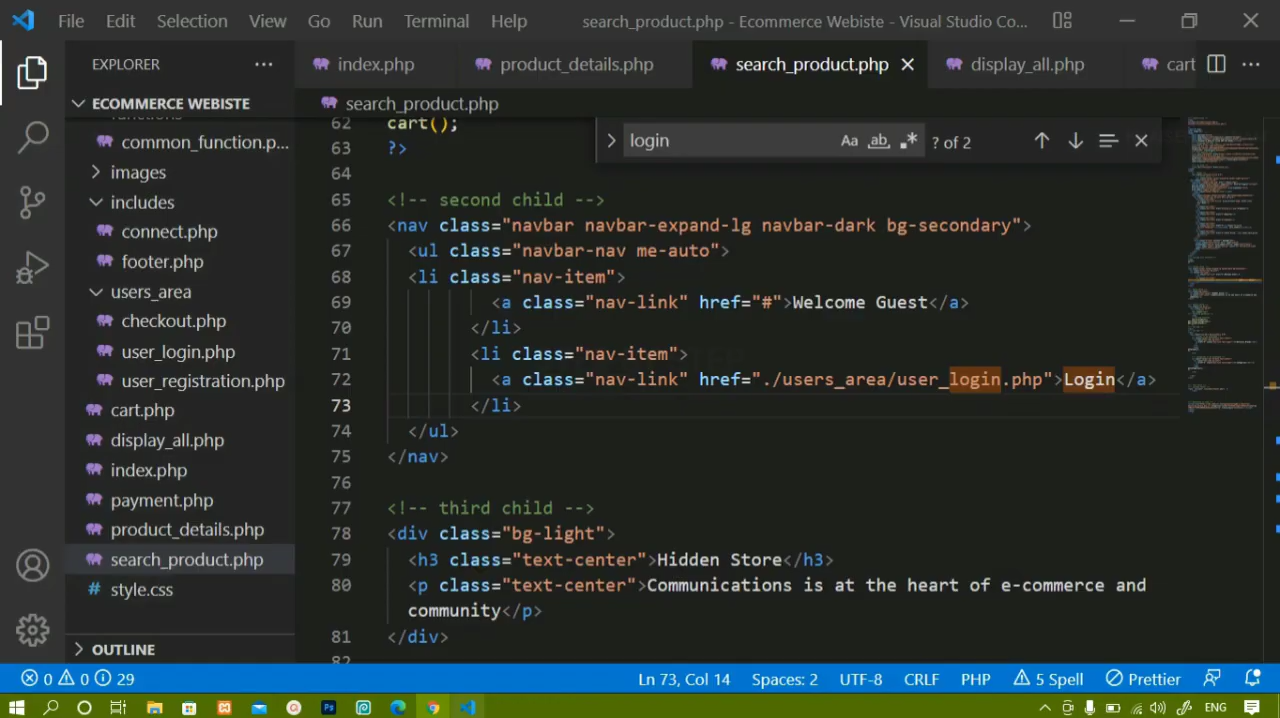 File Edit Selection View Go Run Terminal Help search_product.php - Ecommerce Webiste - Visual Studio Co...
EXPLORER
index.php product_details.php search_product.php display_all.php cart
ECOMMERCE WEBISTE
functions
common_function.p...
images
includes
connect.php
footer.php
users_area
checkout.php
user_login.php
user_registration.php
cart.php
display_all.php
index.php
payment.php
product_details.php
search_product.php
# style.css
OUTLINE
search_product.php
login Aa ab ? of 2
62 cart();
63 ?>
64
65 <!-- second child -->
66 <nav class="navbar navbar-expand-lg navbar-dark bg-secondary">
67 <ul class="navbar-nav me-auto">
68 <li class="nav-item">
69 <a class="nav-link" href="#">Welcome Guest</a>
70 </li>
71 <li class="nav-item">
72 <a class="nav-link" href="./users_area/user_login.php">Login</a>
73 </li>
74 </ul>
75 </nav>
76
77 <!-- third child -->
78 <div class="bg-light">
79 <h3 class="text-center">Hidden Store</h3>
80 <p class="text-center">Communications is at the heart of e-commerce and
community</p>
81 </div>
82
0 0 29 Ln 73, Col 14 Spaces: 2 UTF-8 CRLF PHP 5 Spell Prettier
ENG